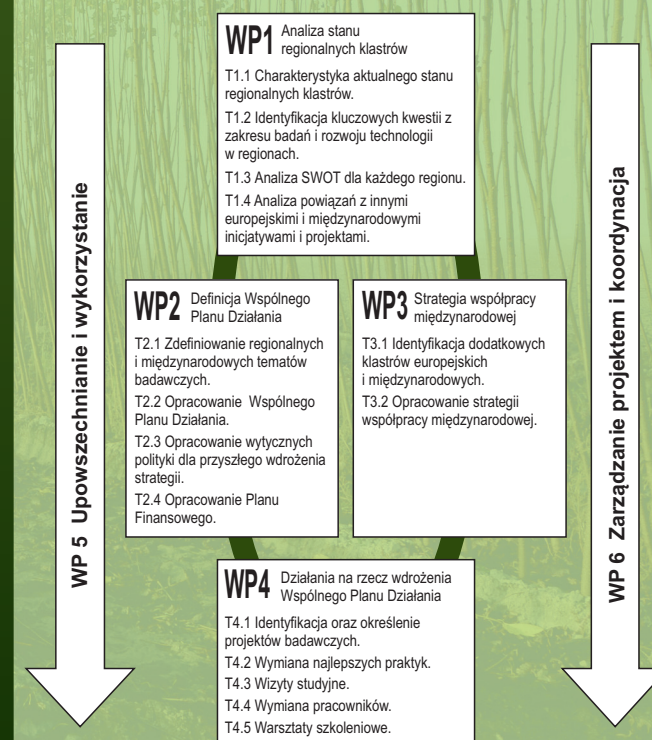 WP1 Analiza stanu
regionalnych klastrów
T1.1 Charakterystyka aktualnego stanu
regionalnych klastrów.
T1.2 Identyfikacja kluczowych kwestii z
zakresu badań i rozwoju technologii
w regionach.
T1.3 Analiza SWOT dla każdego regionu.
T1.4 Analiza powiązań z innymi
europejskimi i międzynarodowymi
inicjatywami i projektami.
WP 5 Upowszechnianie i wykorzystanie
WP2 Definicja Wspólnego
Planu Działania
T2.1 Zdefiniowanie regionalnych
i międzynarodowych tematów
badawczych.
T2.2 Opracowanie Wspólnego
Planu Działania.
T2.3 Opracowanie wytycznych
polityki dla przyszłego wdrożenia
strategii.
T2.4 Opracowanie Planu
Finansowego.
WP3 Strategia współpracy
międzynarodowej
T3.1 Identyfikacja dodatkowych
klastrów europejskich
i międzynarodowych.
T3.2 Opracowanie strategii
współpracy międzynarodowej.
WP 6 Zarządzanie projektem i koordynacja
WP4 Działania na rzecz wdrożenia
Wspólnego Planu Działania
T4.1 Identyfikacja oraz określenie
projektów badawczych.
T4.2 Wymiana najlepszych praktyk.
T4.3 Wizyty studyjne.
T4.4 Wymiana pracowników.
T4.5 Warsztaty szkoleniowe.